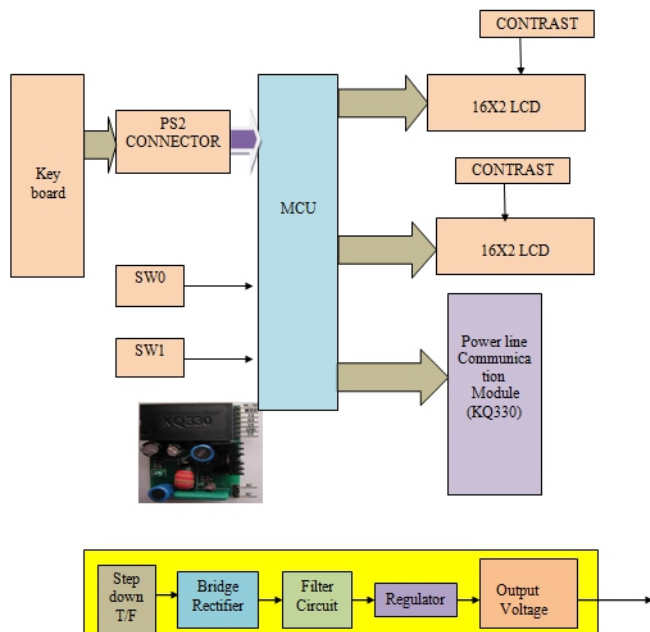 CONTRAST
16X2 LCD
PS2
CONNECTOR
Key
board
MCU
CONTRAST
16X2 LCD
SW0
SW1
Power line
Communica
tion
Module
(KQ330)
KQ330
Step
down
T/F
Bridge
Rectifier
Filter
Circuit
Regulator
Output
Voltage